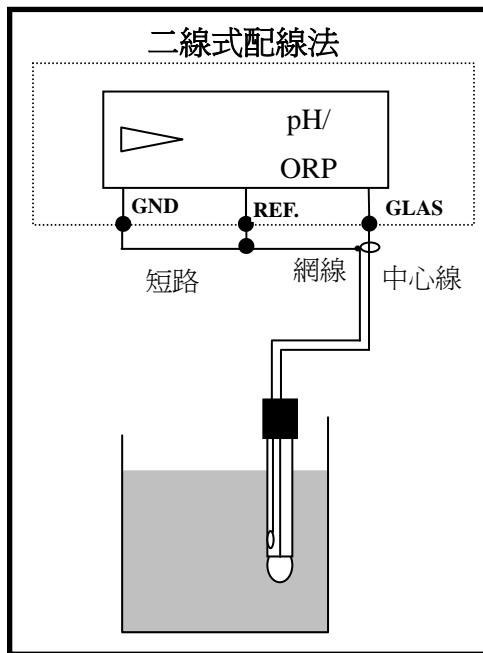 二線式配線法
pH/
ORP
GND REF. GLAS
短路 網線 中心線